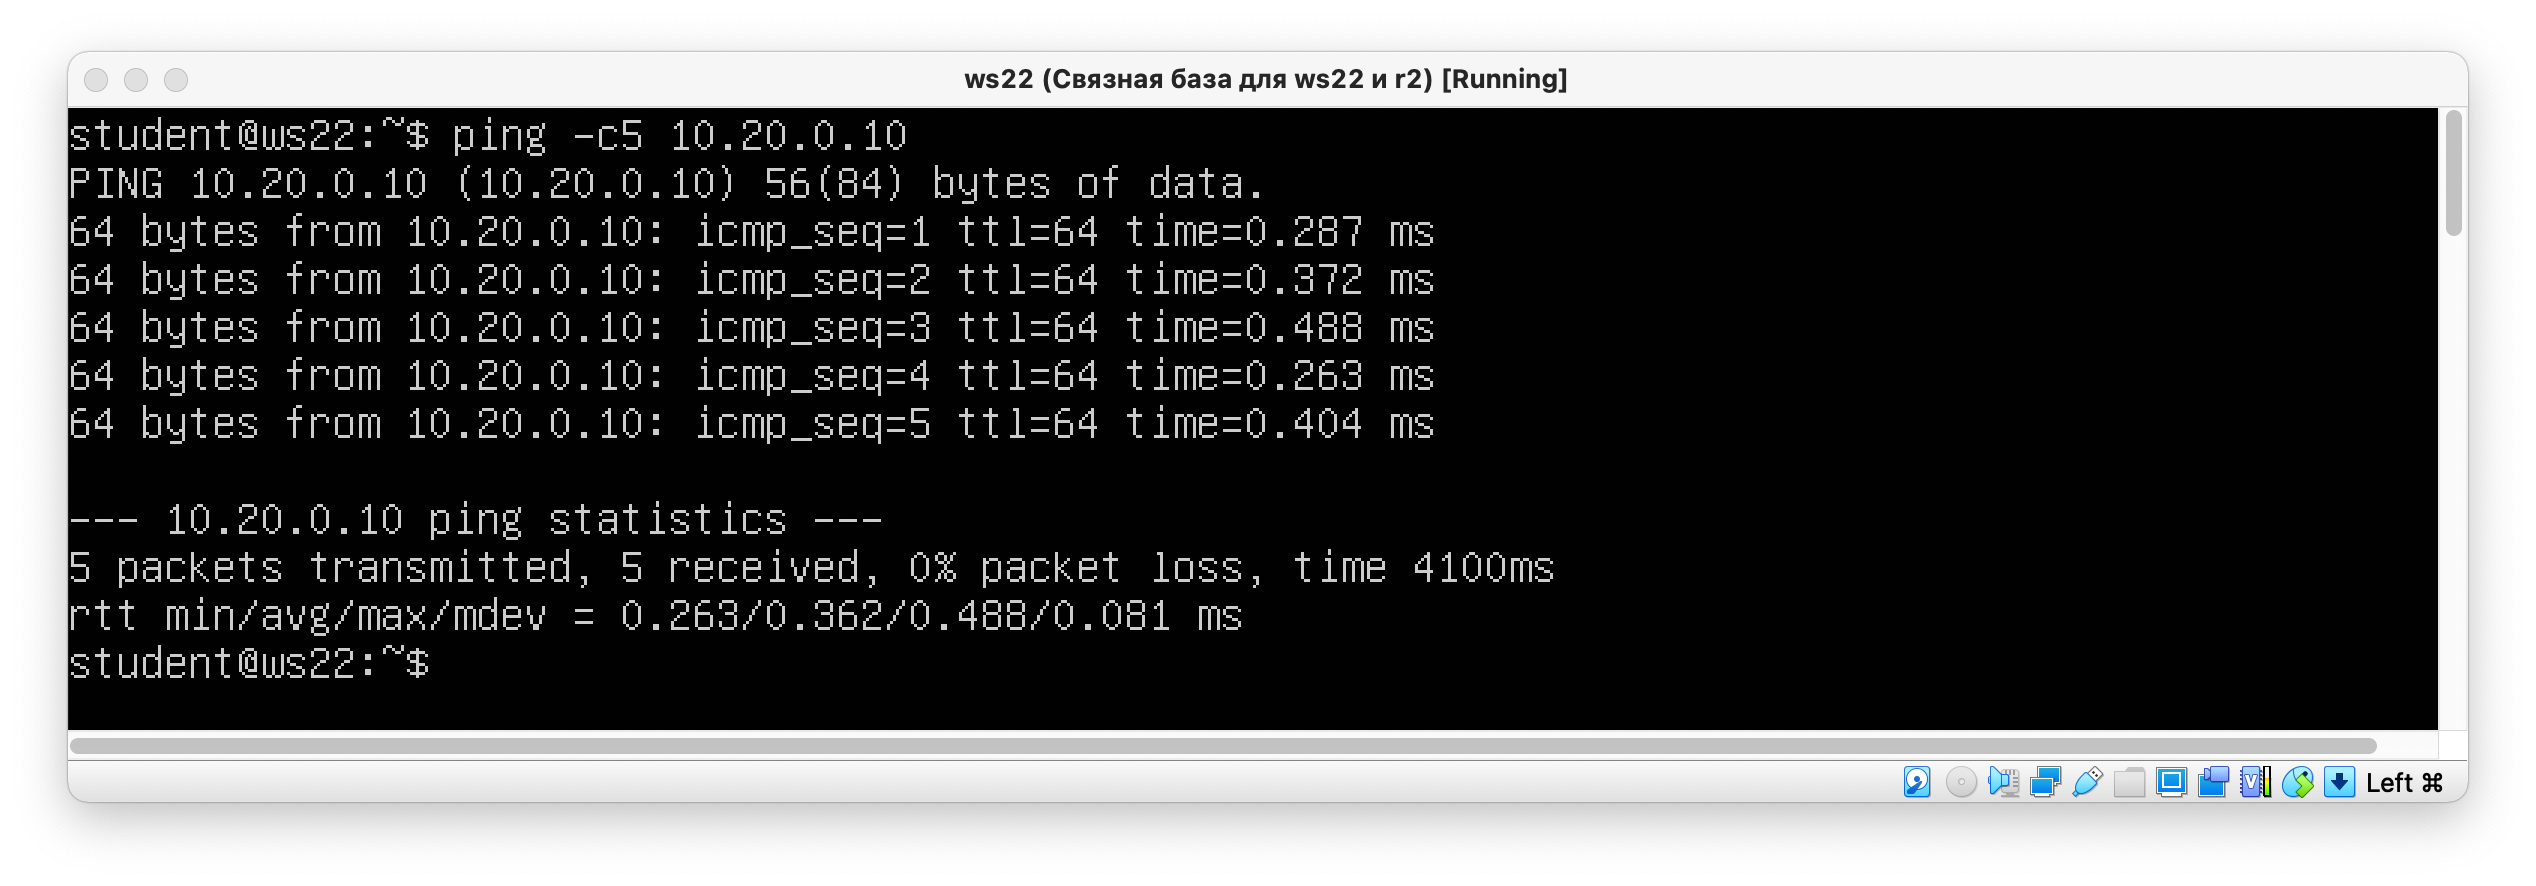 ws22 (Связная база для ws22 и r2) [Running]
student@ws22:~$ ping -c5 10.20.0.10
PING 10.20.0.10 (10.20.0.10) 56(84) bytes of data.
64 bytes from 10.20.0.10: icmp_seq=1 ttl=64 time=0.287 ms
64 bytes from 10.20.0.10: icmp_seq=2 ttl=64 time=0.372 ms
64 bytes from 10.20.0.10: icmp_seq=3 ttl=64 time=0.488 ms
64 bytes from 10.20.0.10: icmp_seq=4 ttl=64 time=0.263 ms
64 bytes from 10.20.0.10: icmp_seq=5 ttl=64 time=0.404 ms
--- 10.20.0.10 ping statistics ---
5 packets transmitted, 5 received, 0% packet loss, time 4100ms
rtt min/avg/max/mdev = 0.263/0.362/0.488/0.081 ms
student@ws22:~$
Left ⌘